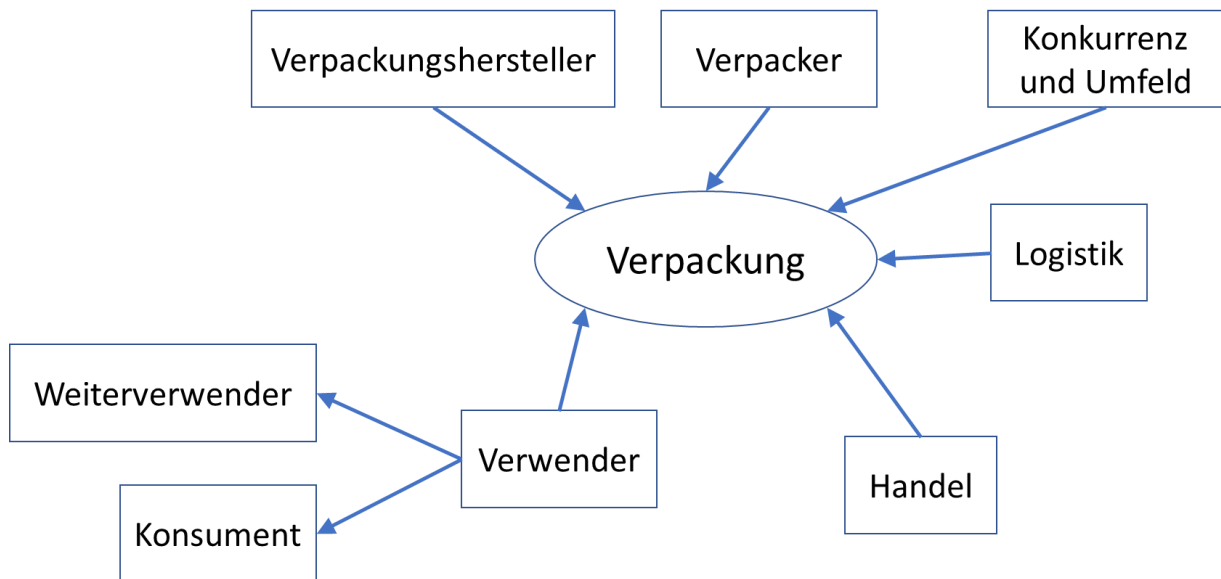 Verpackungshersteller
Verpacker
Konkurrenz
und Umfeld
Verpackung
Logistik
Weiterverwender
Verwender
Handel
Konsument